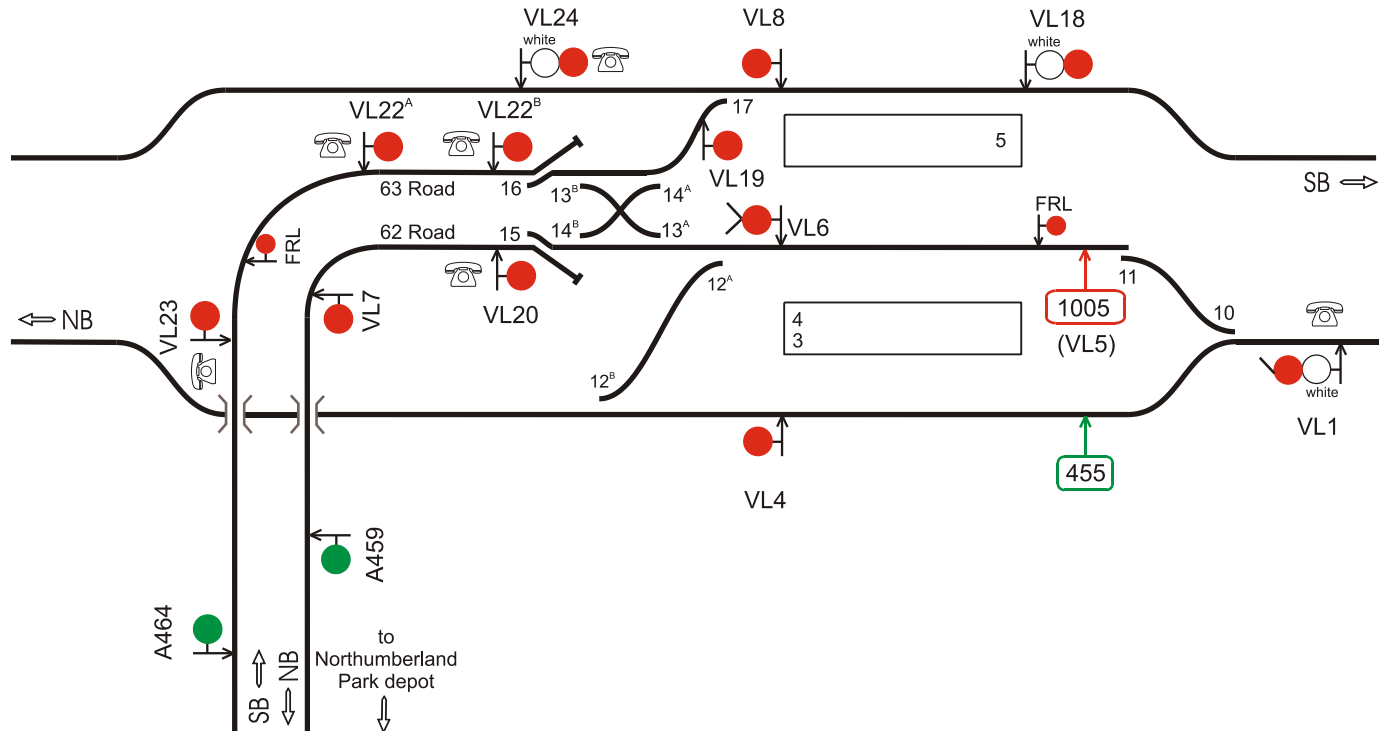 VL24
white
VL8
VL18
white
VL22A
VL22B
17
5
63 Road
16
13B
14A
VL19
SB
FRL
FRL
62 Road
15
14B
13A
VL6
12A
11
VL20
VL7
VL23
NB
1005
(VL5)
10
4
3
12B
white
VL1
VL4
455
A459
A464
to
Northumberland
Park depot
SB
NB